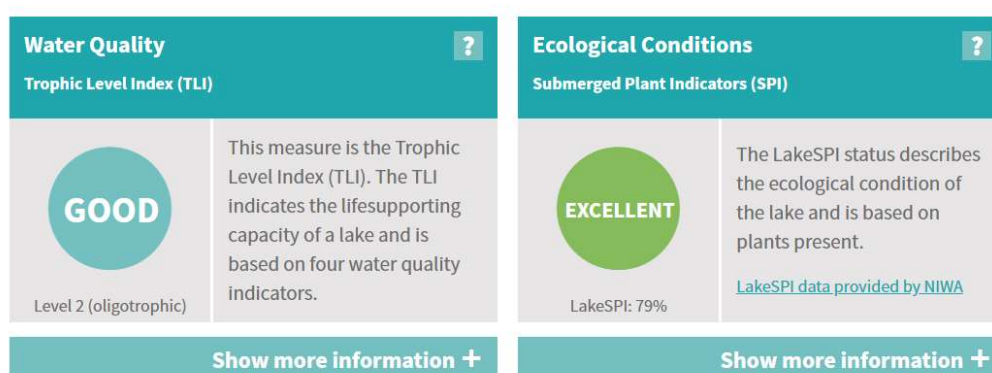 Water Quality
?
Trophic Level Index (TLI)
GOOD
Level 2 (oligotrophic)
This measure is the Trophic
Level Index (TLI). The TLI
indicates the lifesupporting
capacity of a lake and is
based on four water quality
indicators.
Show more information +
Ecological Conditions
?
Submerged Plant Indicators (SPI)
EXCELLENT
LakeSPI: 79%
The LakeSPI status describes
the ecological condition of
the lake and is based on
plants present.
LakeSPI data provided by NIWA
Show more information +